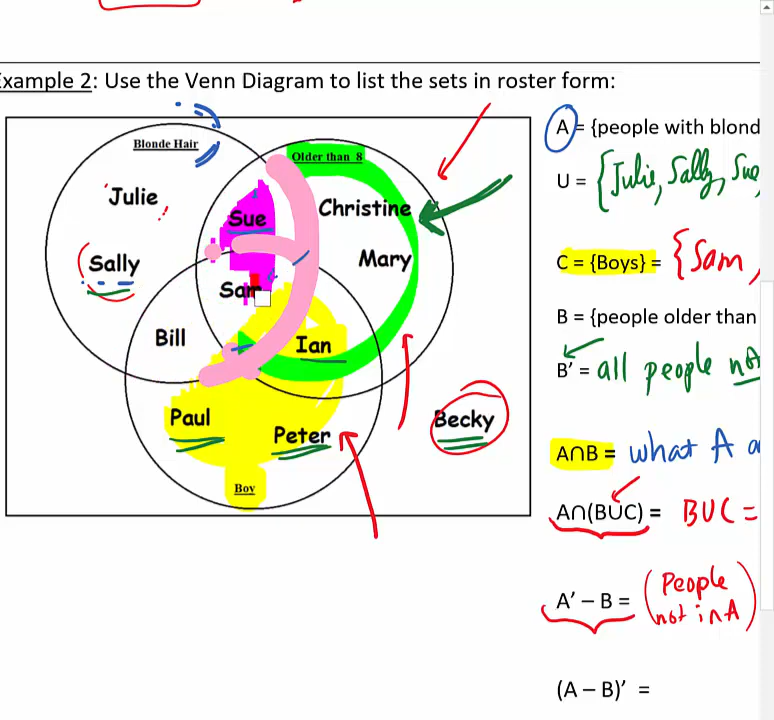 Example 2: Use the Venn Diagram to list the sets in roster form:
Blonde Hair
Older than 8
Julie
Sue
Christine
Sally
Mary
Sam
Bill
Ian
Paul
Peter
Becky
Boy
A = {people with blond
U = {Julie, Sally, Sue,
C = {Boys} = {Sam,
B = {people older than
B' = all people not
A∩B = what A a
A∩(BUC) = BUC =
A' – B = (People
not in A)
(A – B)' =